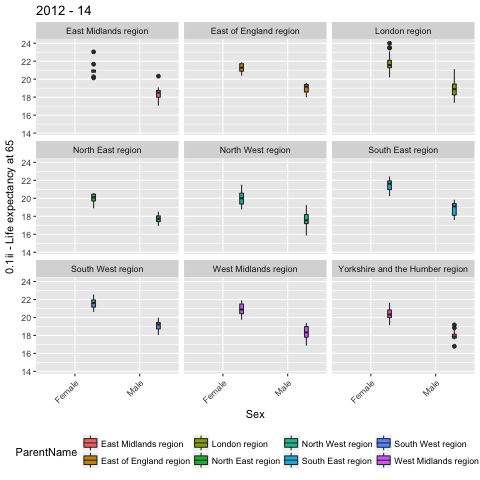 2012 - 14
0.1ii - Life expectancy at 65
East Midlands region East of England region London region
24
22
20
18
16
14
North East region North West region South East region
24
22
20
18
16
14
South West region West Midlands region Yorkshire and the Humber region
24
22
20
18
16
14
Female Male Female Male Female Male
Sex
ParentName
East Midlands region London region North West region South West region
East of England region North East region South East region West Midlands region